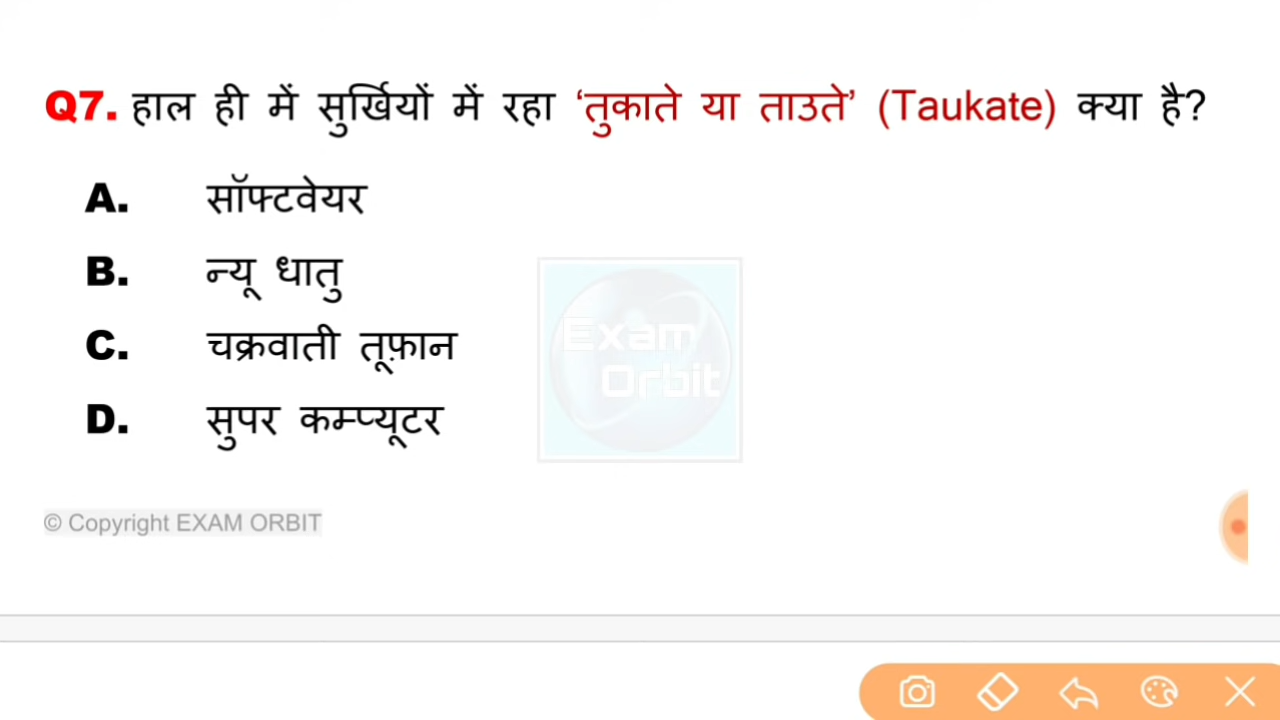 Q7. हाल ही में सुर्खियों में रहा ‘तुकाते या ताउते’ (Taukate) क्या है?
A. सॉफ्टवेयर
B. न्यू धातु
C. चक्रवाती तूफ़ान
D. सुपर कम्प्यूटर
Exam
Orbit
© Copyright EXAM ORBIT